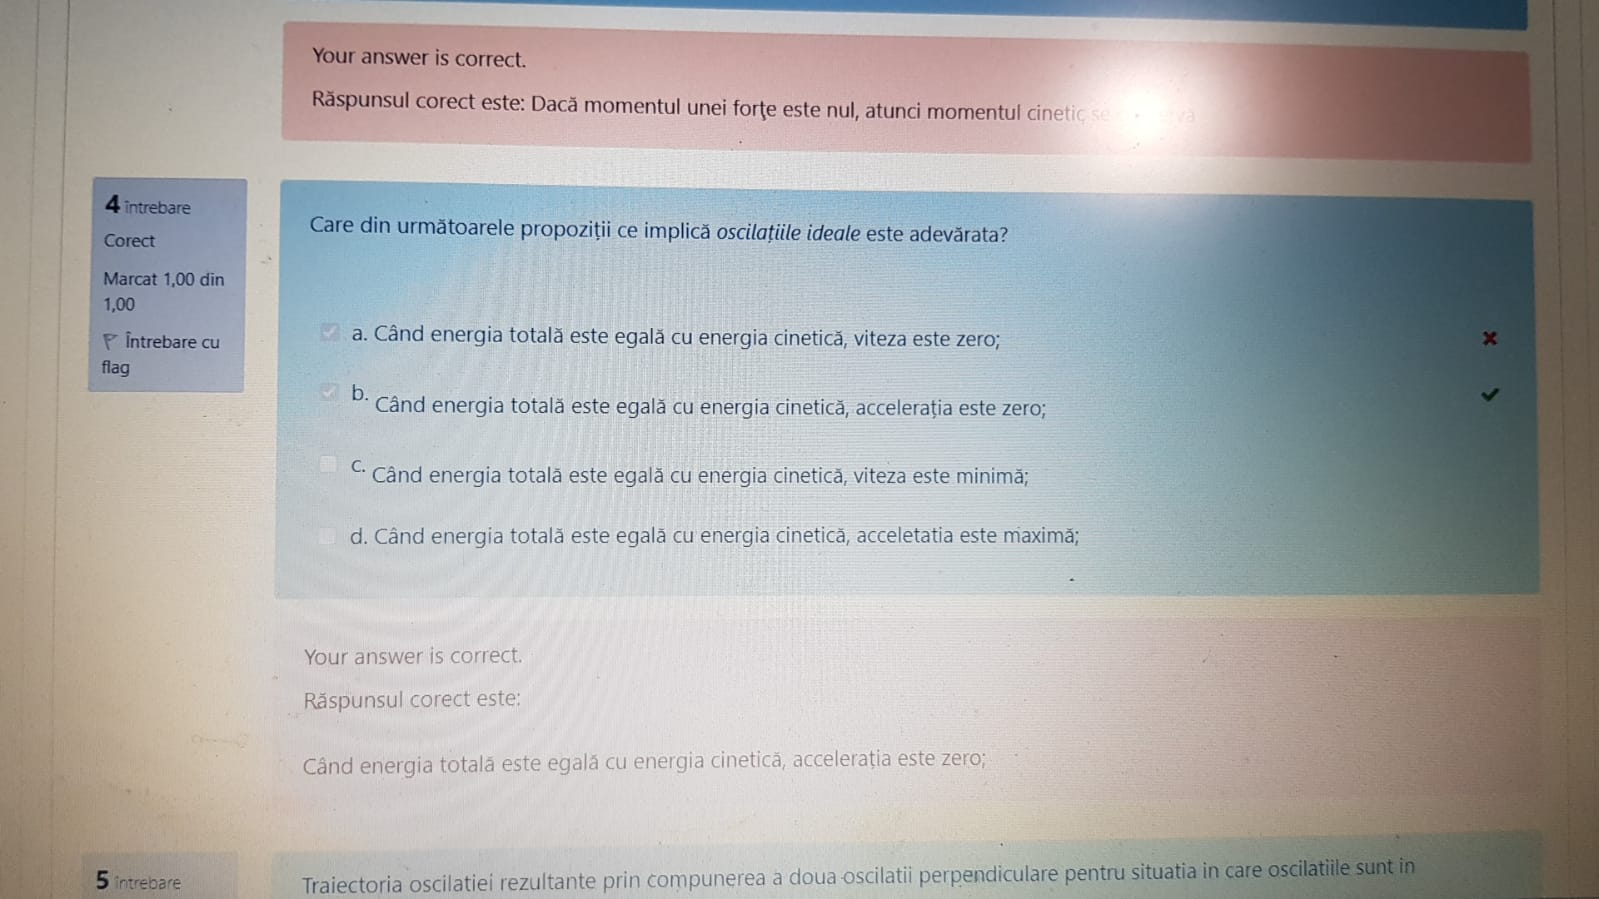 Your answer is correct.
Răspunsul corect este: Dacă momentul unei forţe este nul, atunci momentul cinetic se
4 întrebare
Corect
Marcat 1,00 din
1,00
Întrebare cu
flag
Care din următoarele propoziții ce implică oscilațiile ideale este adevărata?
a. Când energia totală este egală cu energia cinetică, viteza este zero;
b.
Când energia totală este egală cu energia cinetică, accelerația este zero;
c.
Când energia totală este egală cu energia cinetică, viteza este minimă;
d. Când energia totală este egală cu energia cinetică, acceletatia este maximă;
Your answer is correct.
Răspunsul corect este:
Când energia totală este egală cu energia cinetică, accelerația este zero;
5 întrebare
Traiectoria oscilatiei rezultante prin compunerea a doua oscilatii perpendiculare pentru situatia in care oscilatiile sunt in